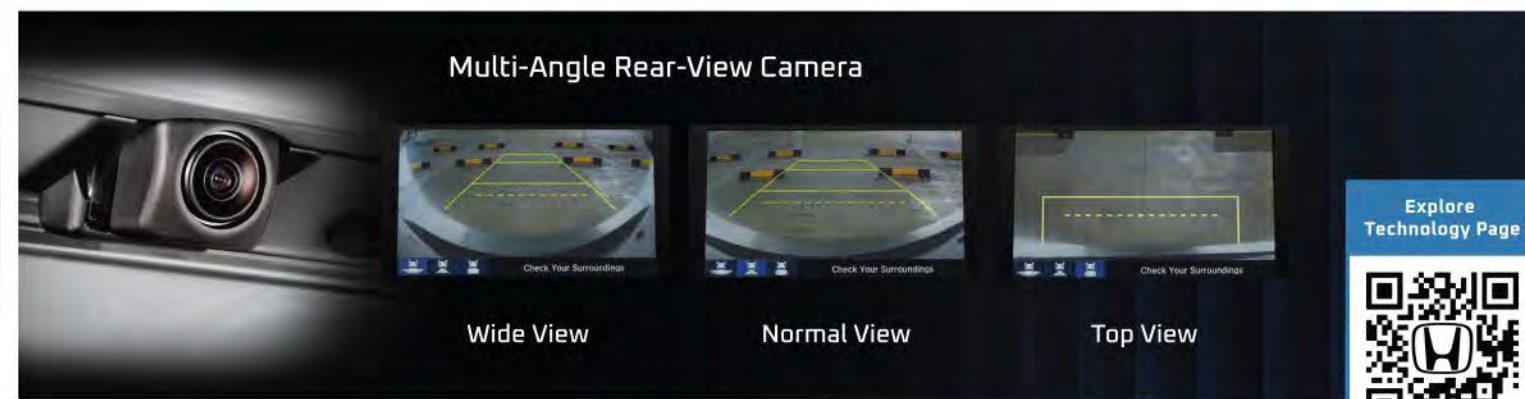 Multi-Angle Rear-View Camera
Check Your Surroundings
Check Your Surroundings
Check Your Surroundings
Wide View
Normal View
Top View
Explore
Technology Page